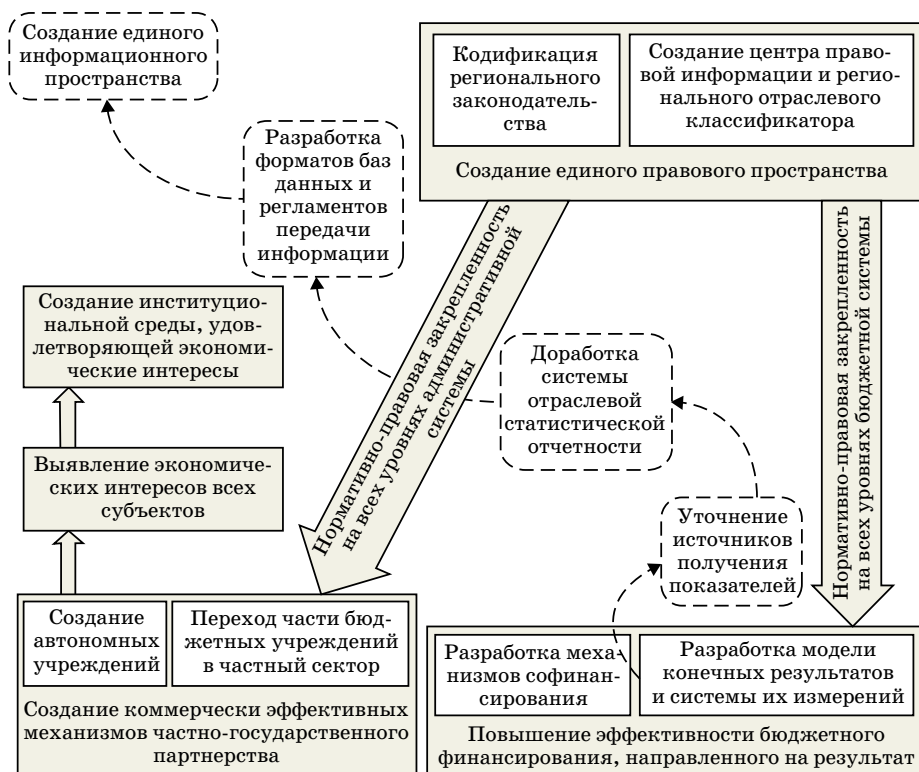 Создание единого
информационного
пространства
Кодификация
регионального
законодатель-
ства
Создание центра право-
вой информации и реги-
онального отраслевого
классификатора
Создание единого правового пространства
Разработка
форматов баз
данных и
регламентов
передачи
информации
Нормативно-правовая закрепленность
на всех уровнях административной
системы
Нормативно-правовая закрепленность
на всех уровнях бюджетной системы
Создание институцио-
нальной среды, удов-
летворяющей экономи-
ческие интересы
Доработка
системы
отраслевой
статистической
отчетности
Выявление экономиче-
ских интересов всех
субъектов
Уточнение
источников
получения
показателей
Создание
автономных
учреждений
Переход части бюд-
жетных учреждений
в частный сектор
Создание коммерчески эффективных
механизмов частно-государственного
партнерства
Разработка меха-
низмов софинан-
сирования
Разработка модели
конечных результатов
и системы их измерений
Повышение эффективности бюджетного
финансирования, направленного на результат